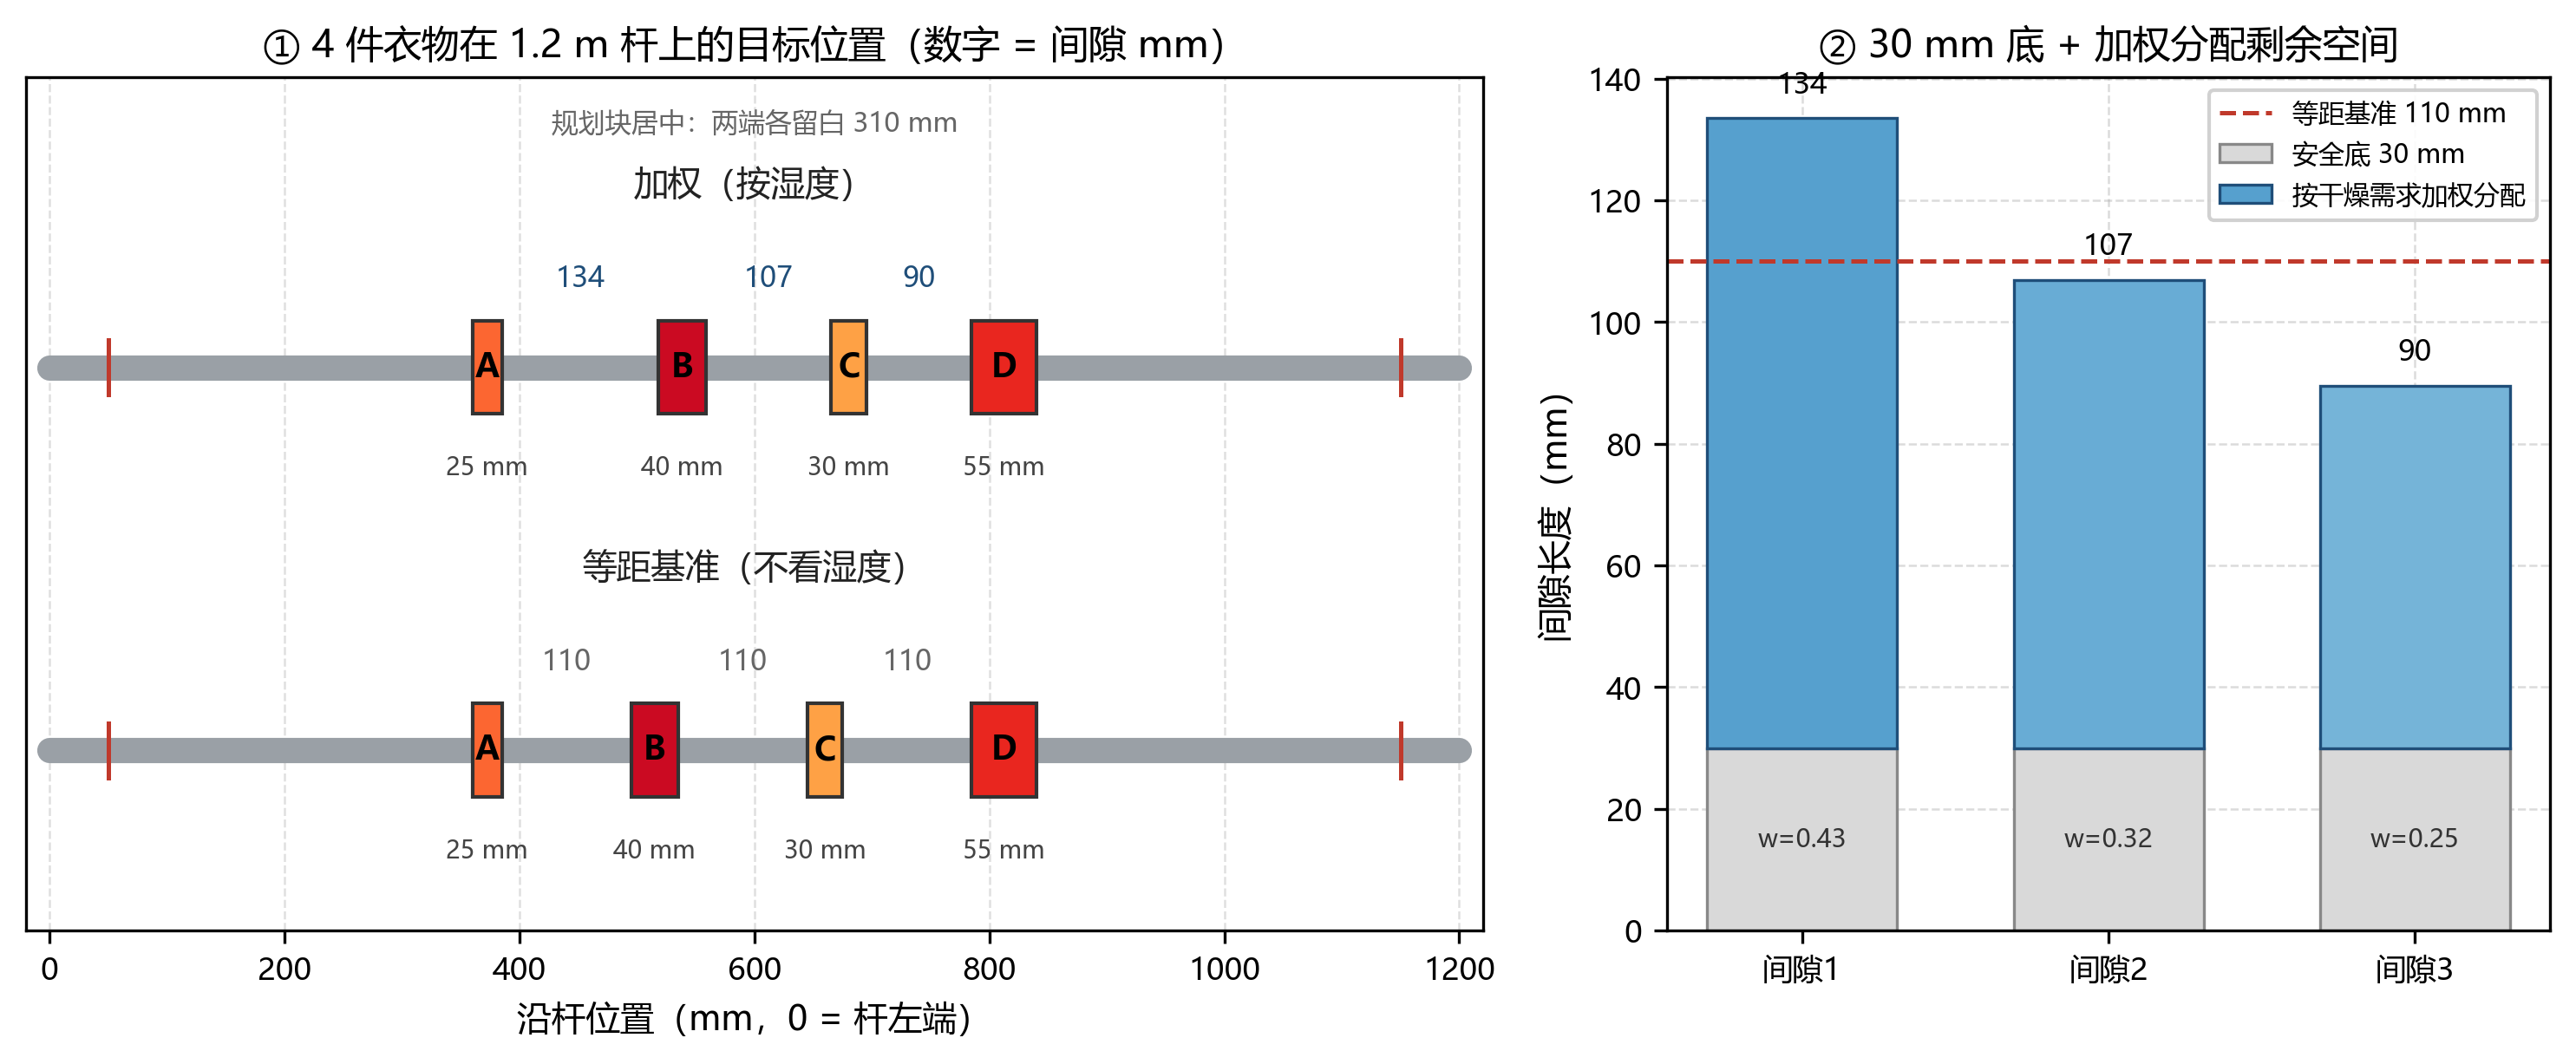 ① 4 件衣物在 1.2 m 杆上的目标位置（数字 = 间隙 mm）
规划块居中：两端各留白 310 mm
加权（按湿度）
134 107 90
A B C D
25 mm 40 mm 30 mm 55 mm
等距基准（不看湿度）
110 110 110
A B C D
25 mm 40 mm 30 mm 55 mm
0 200 400 600 800 1000 1200
沿杆位置（mm，0 = 杆左端）
② 30 mm 底 + 加权分配剩余空间
间隙长度（mm）
140
120
100
80
60
40
20
0
134
107
90
等距基准 110 mm
安全底 30 mm
按干燥需求加权分配
w=0.43 w=0.32 w=0.25
间隙1 间隙2 间隙3